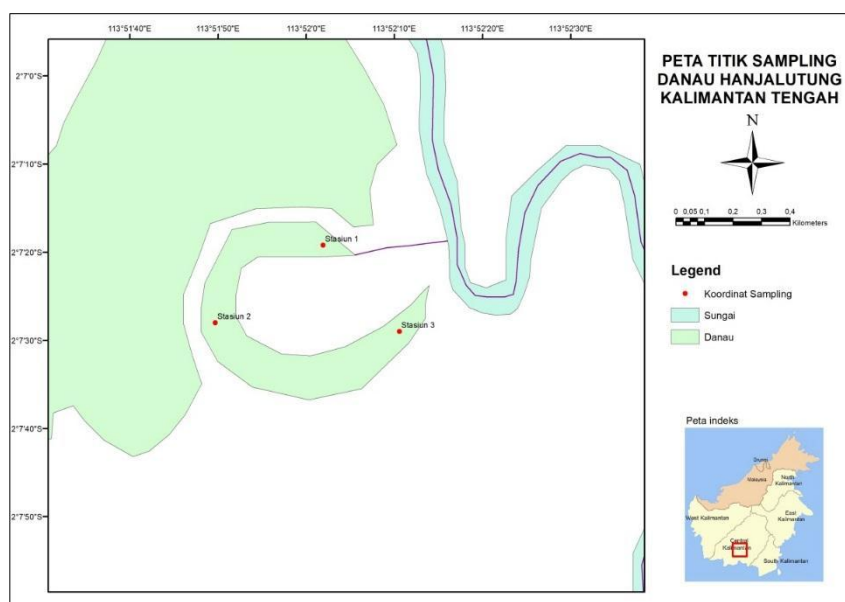 113°51'40"E 113°51'50"E 113°52'0"E 113°52'10"E 113°52'20"E 113°52'30"E
2°7'0"S
2°7'10"S
2°7'20"S
2°7'30"S
2°7'40"S
2°7'50"S
Stasiun 1
Stasiun 2
Stasiun 3
PETA TITIK SAMPLING
DANAU HANJALUTUNG
KALIMANTAN TENGAH
N
0 0,05 0,1 0,2 0,3 0,4
Kilometers
Legend
Koordinat Sampling
Sungai
Danau
Peta indeks
Brunei
Malaysia
North
Kalimantan
West Kalimantan
East
Kalimantan
Central
Kalimantan
South Kalimantan